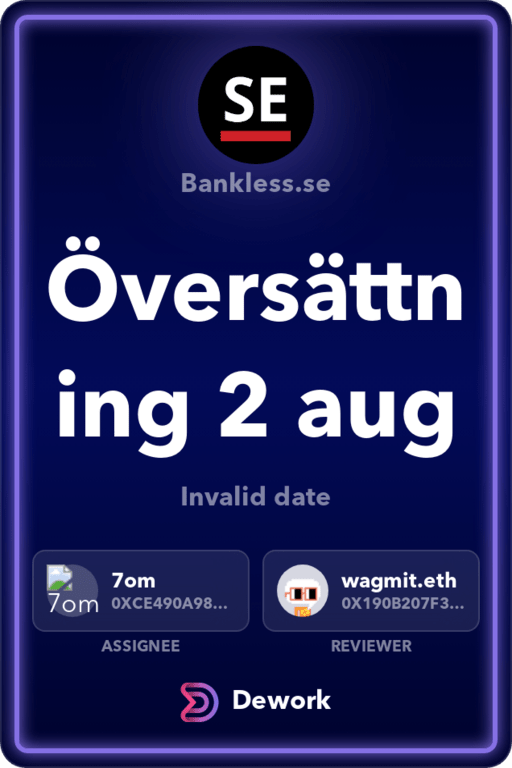 SE
Bankless.se
Översättn
ing 2 aug
Invalid date
7om
7om
0XCE490A98...
ASSIGNEE
wagmit.eth
0X190B207F3...
REVIEWER
Dework